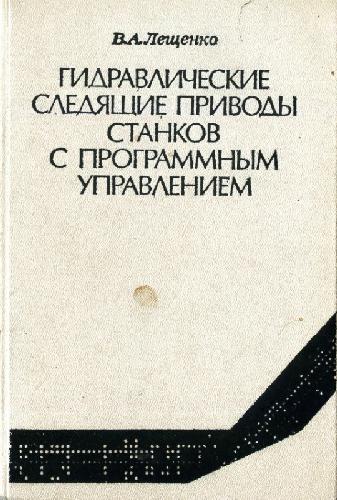 В.А.Лещенко
ГИДРАВЛИЧЕСКИЕ
СЛЕДЯЩИЕ ПРИВОДЫ
СТАНКОВ
С ПРОГРАММНЫМ
УПРАВЛЕНИЕМ